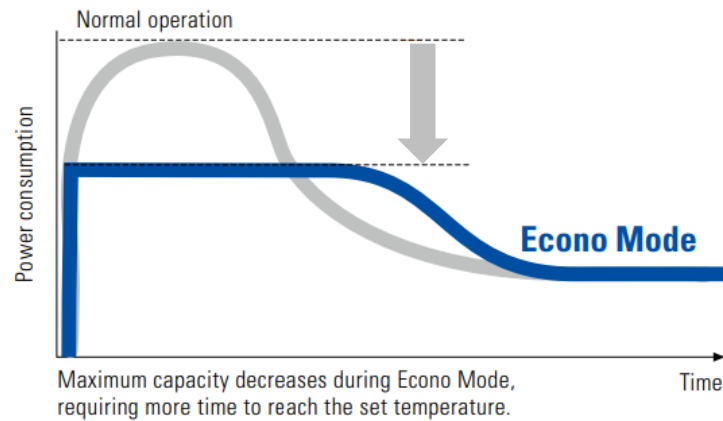 Normal operation
Power consumption
Econo Mode
Time
Maximum capacity decreases during Econo Mode,
requiring more time to reach the set temperature.